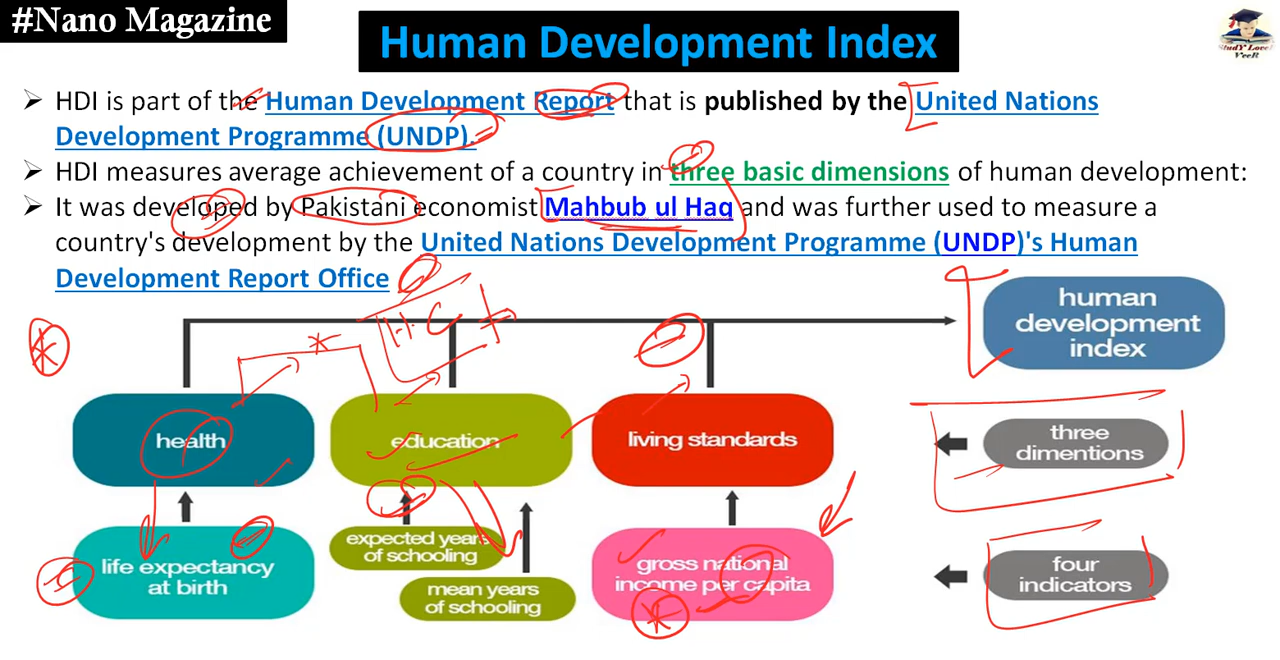 #Nano Magazine
Human Development Index
StudY LoveR
VeeR
➢ HDI is part of the Human Development Report that is published by the United Nations
Development Programme (UNDP).
➢ HDI measures average achievement of a country in three basic dimensions of human development:
➢ It was developed by Pakistani economist Mahbub ul Haq and was further used to measure a
country's development by the United Nations Development Programme (UNDP)'s Human
Development Report Office
H.C
human
development
index
health
education
living standards
three
dimentions
expected years
of schooling
life expectancy
at birth
mean years
of schooling
gross national
income per capita
four
indicators